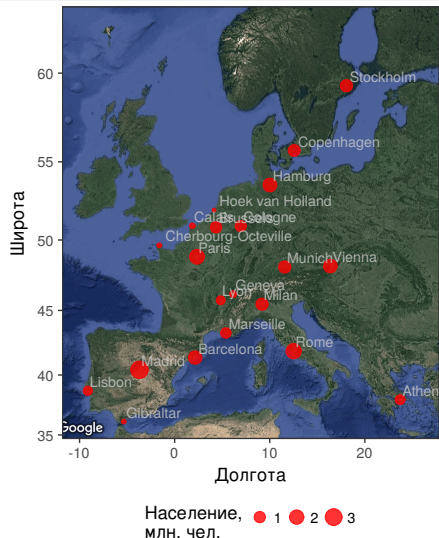 60
55
50
45
40
35
Широта
Stockholm
Copenhagen
Hamburg
Hoek van Holland
Calais
Brussels
Cologne
Cherbourg-Octeville
Paris
Munich
Vienna
Geneva
Lyon
Milan
Marseille
Rome
Barcelona
Madrid
Lisbon
Athen
Gibraltar
Google
-10 0 10 20
Долгота
Население, 1 2 3
млн. чел.